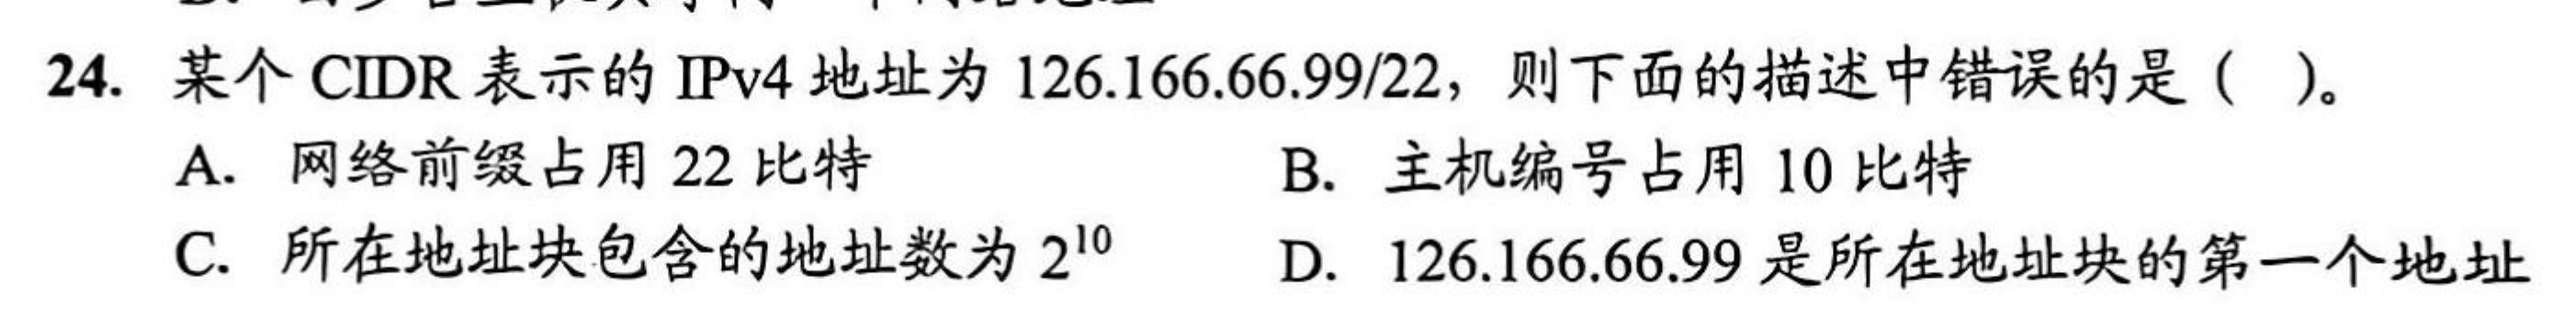 24. 某个 CIDR 表示的 IPv4 地址为 126.166.66.99/22，则下面的描述中错误的是（ ）。
A. 网络前缀占用 22 比特 B. 主机编号占用 10 比特
C. 所在地址块包含的地址数为 2¹⁰ D. 126.166.66.99 是所在地址块的第一个地址